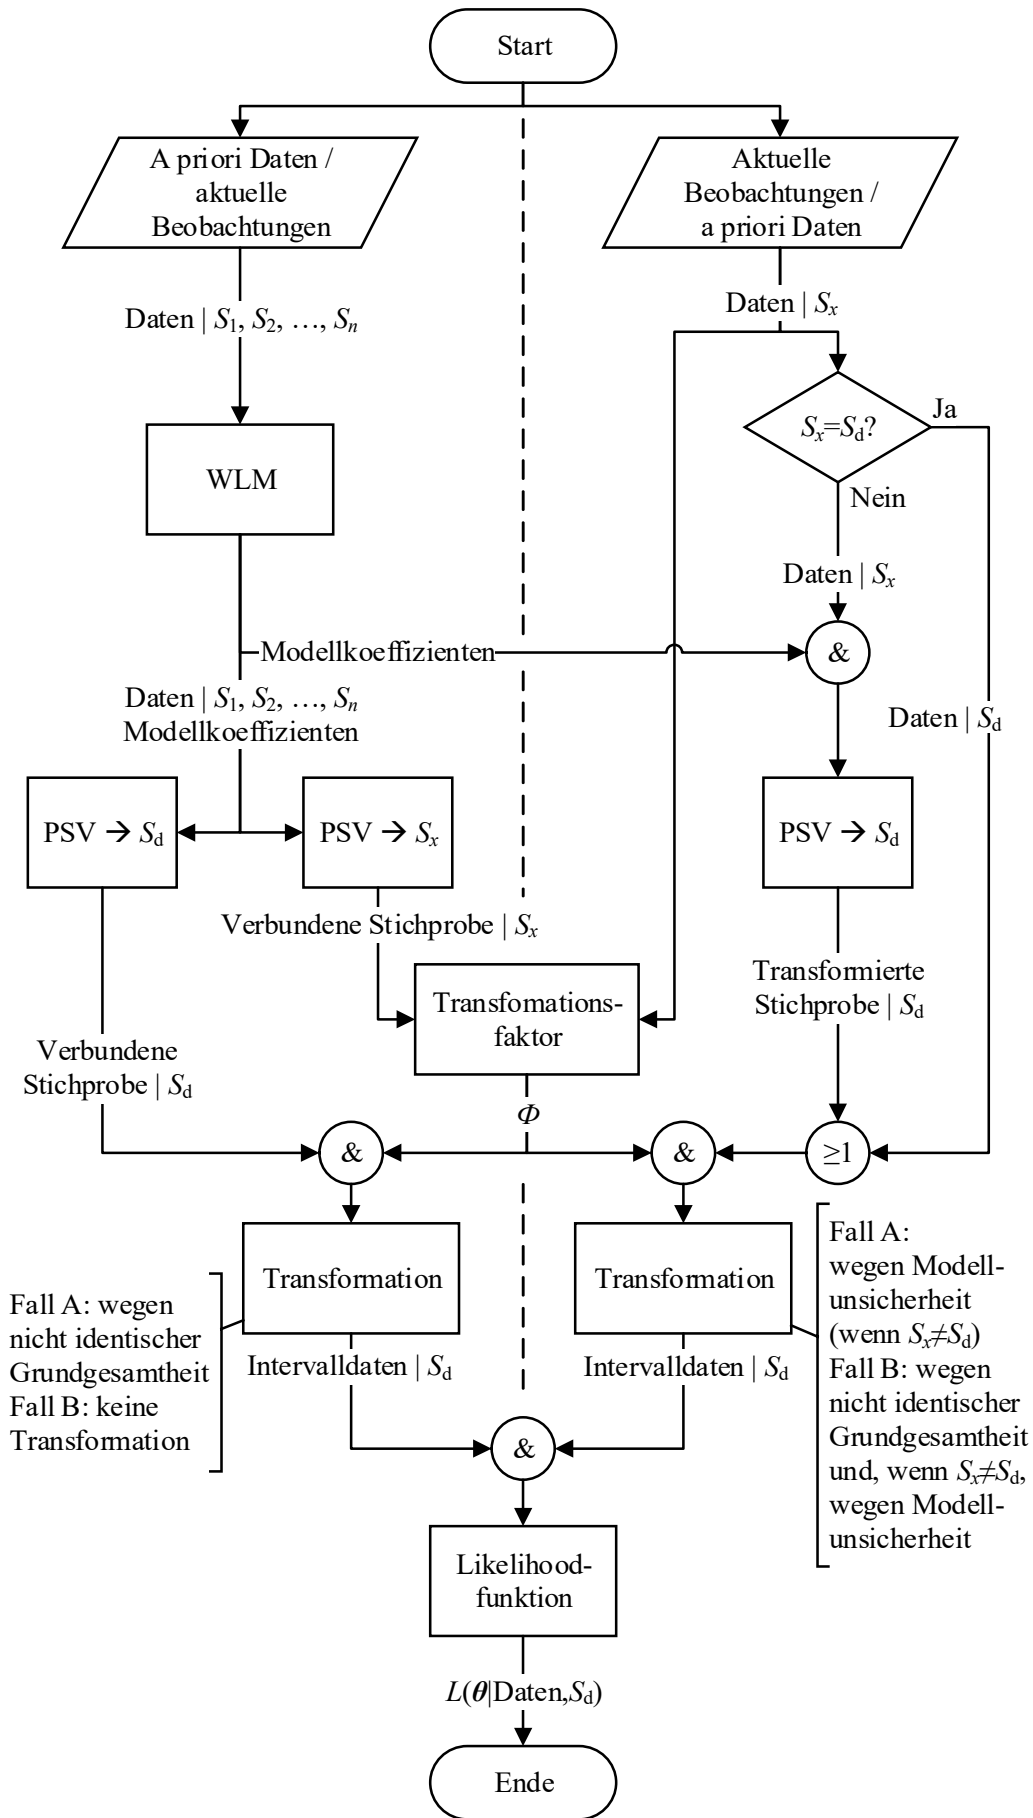 Start
A priori Daten /
aktuelle
Beobachtungen
Aktuelle
Beobachtungen /
a priori Daten
Daten | S1, S2, …, Sn
Daten | Sx
WLM
Sx=Sd?
Ja
Nein
Daten | Sx
Modellkoeffizienten
&
Daten | S1, S2, …, Sn
Modellkoeffizienten
Daten | Sd
PSV → Sd
PSV → Sx
PSV → Sd
Verbundene Stichprobe | Sx
Transfomations-
faktor
Transformierte
Stichprobe | Sd
Verbundene
Stichprobe | Sd
Φ
&
&
≥1
Transformation
Transformation
Fall A: wegen
nicht identischer
Grundgesamtheit
Fall B: keine
Transformation
Fall A:
wegen Modell-
unsicherheit
(wenn Sx≠Sd)
Fall B: wegen
nicht identischer
Grundgesamtheit
und, wenn Sx≠Sd,
wegen Modell-
unsicherheit
Intervalldaten | Sd
Intervalldaten | Sd
&
Likelihood-
funktion
L(θ|Daten,Sd)
Ende